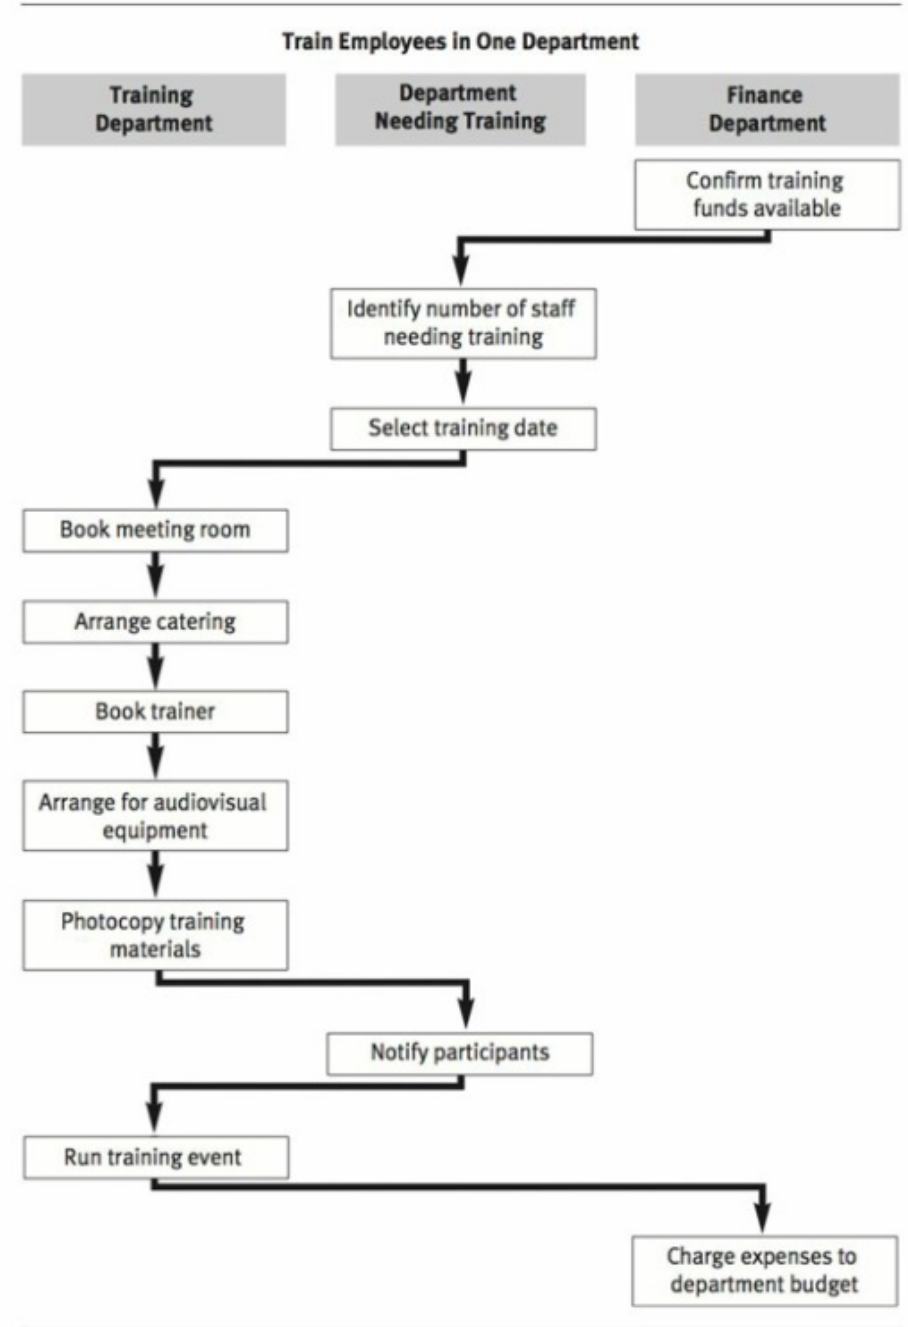 Train Employees in One Department
Training
Department
Department
Needing Training
Finance
Department
Confirm training
funds available
Identify number of staff
needing training
Select training date
Book meeting room
Arrange catering
Book trainer
Arrange for audiovisual
equipment
Photocopy training
materials
Notify participants
Run training event
Charge expenses to
department budget